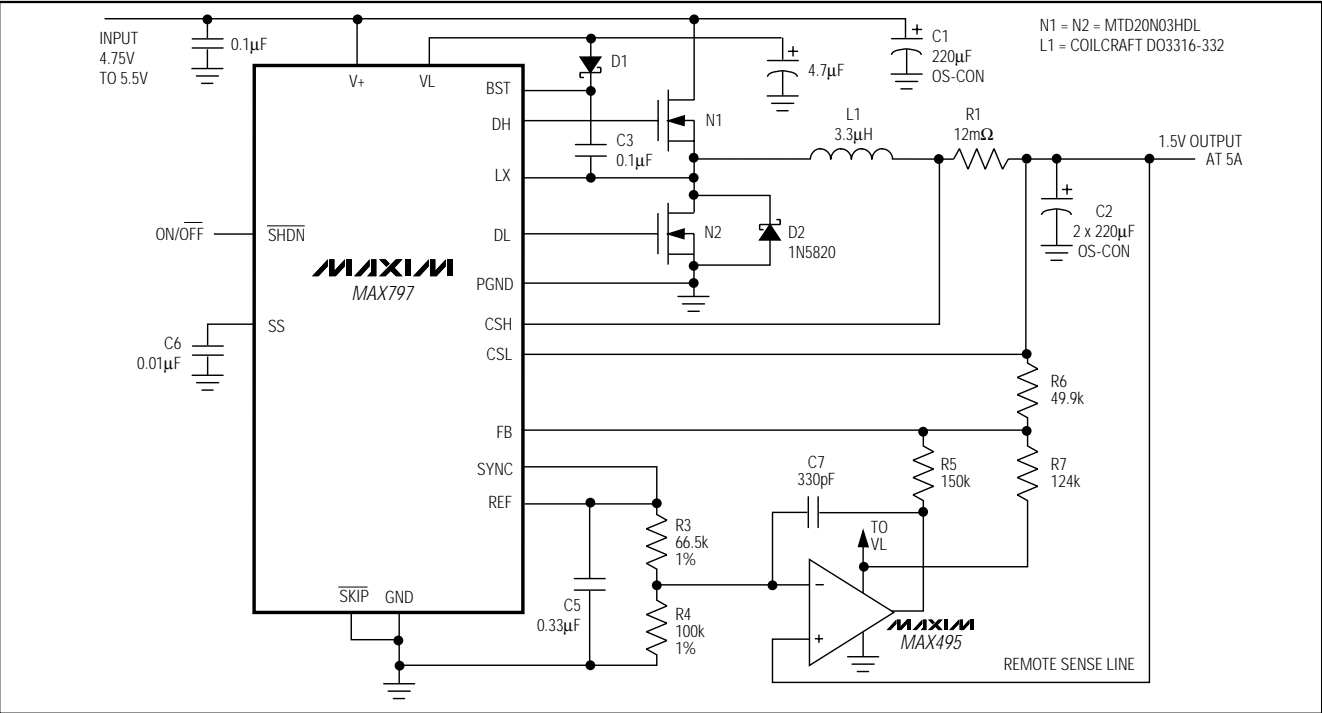 INPUT
4.75V
TO 5.5V
0.1µF
V+
VL
D1
4.7µF
+
C1
220µF
OS-CON
+
N1 = N2 = MTD20N03HDL
L1 = COILCRAFT DO3316-332
BST
DH
LX
DL
PGND
CSH
CSL
FB
SYNC
REF
N1
C3
0.1µF
L1
3.3µH
R1
12mΩ
1.5V OUTPUT
AT 5A
+
C2
2 x 220µF
OS-CON
N2
D2
1N5820
ON/OFF
SHDN
MAXIM
MAX797
SS
C6
0.01µF
R6
49.9k
R5
150k
R7
124k
C7
330pF
TO
VL
R3
66.5k
1%
R4
100k
1%
C5
0.33µF
SKIP
GND
−
+
MAXIM
MAX495
REMOTE SENSE LINE